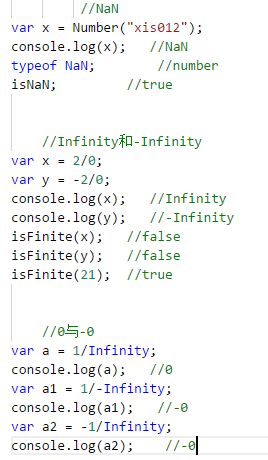 //NaN
var x = Number("xis012");
console.log(x);   //NaN
typeof NaN;        //number
isNaN;         //true
//Infinity和-Infinity
var x = 2/0;
var y = -2/0;
console.log(x);   //Infinity
console.log(y);   //-Infinity
isFinite(x);   //false
isFinite(y);   //false
isFinite(21);  //true
//0与-0
var a = 1/Infinity;
console.log(a);   //0
var a1 = 1/-Infinity;
console.log(a1);   //-0
var a2 = -1/Infinity;
console.log(a2);    //-0